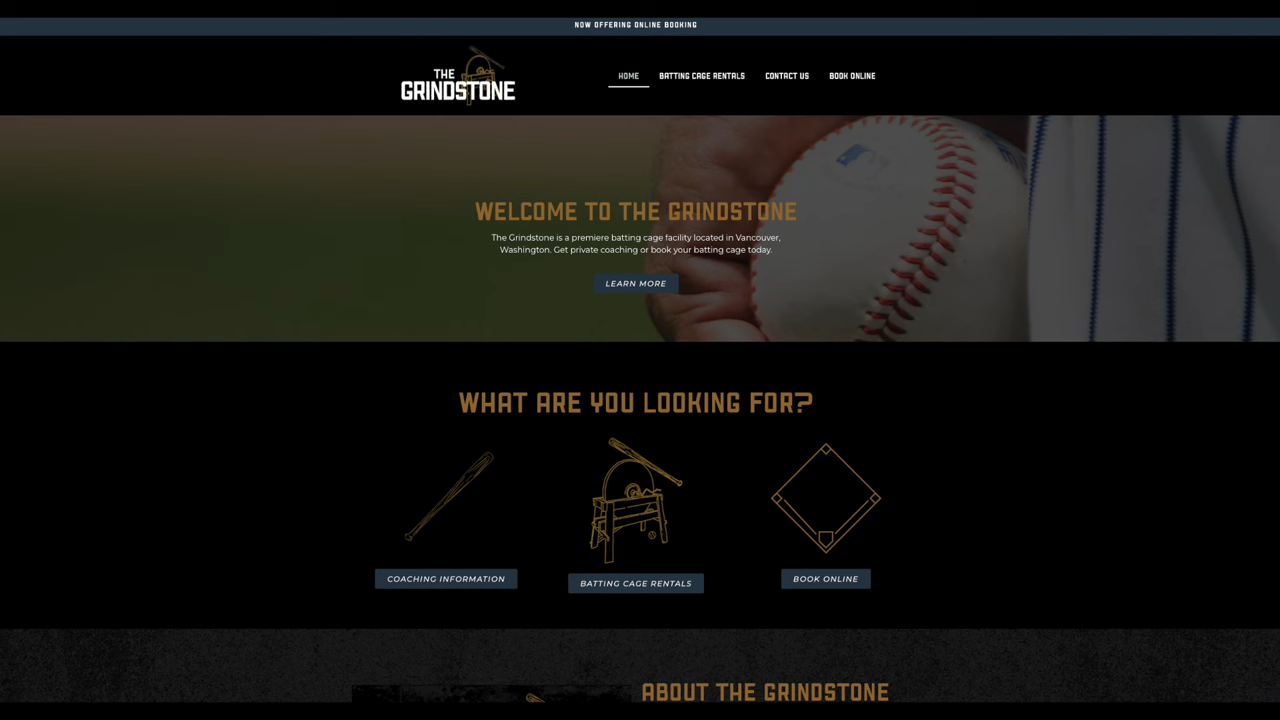 NOW OFFERING ONLINE BOOKING
THE
GRINDSTONE
HOME BATTING CAGE RENTALS CONTACT US BOOK ONLINE
WELCOME TO THE GRINDSTONE
The Grindstone is a premiere batting cage facility located in Vancouver,
Washington. Get private coaching or book your batting cage today.
LEARN MORE
WHAT ARE YOU LOOKING FOR?
COACHING INFORMATION
BATTING CAGE RENTALS
BOOK ONLINE
ABOUT THE GRINDSTONE